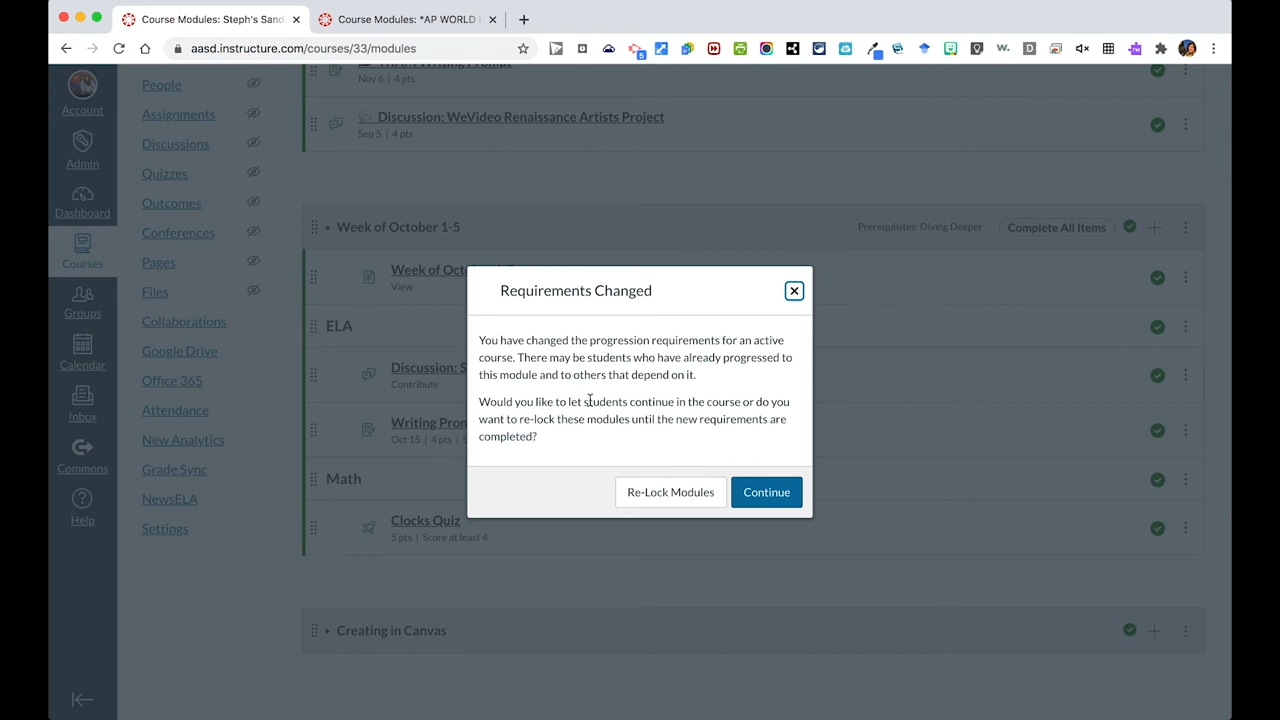 Course Modules: Steph's Sand
Course Modules: *AP WORLD
aasd.instructure.com/courses/33/modules
5
w.
D
rw
Account
Admin
Dashboard
Courses
Groups
Calendar
Inbox
Commons
Help
People
Assignments
Discussions
Quizzes
Outcomes
Conferences
Pages
Files
Collaborations
Google Drive
Office 365
Attendance
New Analytics
Grade Sync
NewsELA
Settings
Writing Prompt
Nov 6 | 4 pts
Discussion: WeVideo Renaissance Artists Project
Sep 5 | 4 pts
Week of October 1-5
Prerequisites: Diving Deeper
Complete All Items
Week of Octo
View
ELA
Discussion: S
Contribute
Writing Pro
Oct 15 | 4 pts | S
Math
Clocks Quiz
5 pts | Score at least 4
Creating in Canvas
Requirements Changed
You have changed the progression requirements for an active
course. There may be students who have already progressed to
this module and to others that depend on it.
Would you like to let students continue in the course or do you
want to re-lock these modules until the new requirements are
completed?
Re-Lock Modules
Continue